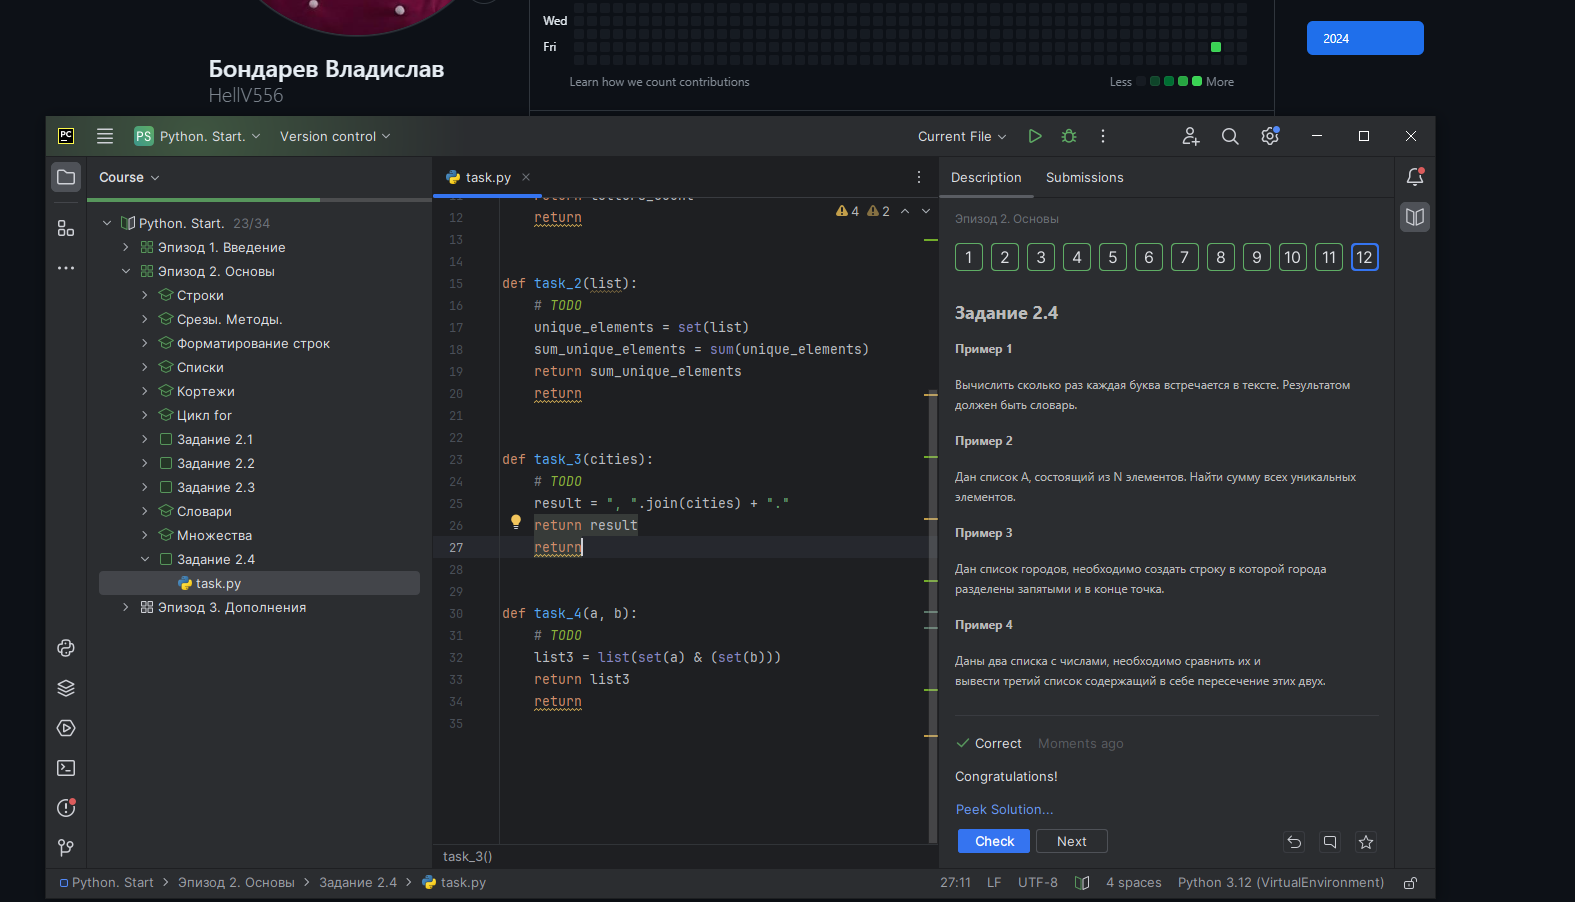 Wed
Fri
2024
Learn how we count contributions
Less
More
Бондарев Владислав
HellV556
PC
PS
Python. Start.
Version control
Current File
Course
task.py
Description
Submissions
Python. Start. 23/34
Эпизод 1. Введение
Эпизод 2. Основы
Строки
Срезы. Методы.
Форматирование строк
Списки
Кортежи
Цикл for
Задание 2.1
Задание 2.2
Задание 2.3
Словари
Множества
Задание 2.4
task.py
Эпизод 3. Дополнения
4
2
12 return
13
14
15 def task_2(list):
16 # TODO
17 unique_elements = set(list)
18 sum_unique_elements = sum(unique_elements)
19 return sum_unique_elements
20 return
21
22
23 def task_3(cities):
24 # TODO
25 result = ", ".join(cities) + "."
26 return result
27 return
28
29
30 def task_4(a, b):
31 # TODO
32 list3 = list(set(a) & (set(b)))
33 return list3
34 return
35
task_3()
Эпизод 2. Основы
1 2 3 4 5 6 7 8 9 10 11 12
Задание 2.4
Пример 1
Вычислить сколько раз каждая буква встречается в тексте. Результатом
должен быть словарь.
Пример 2
Дан список A, состоящий из N элементов. Найти сумму всех уникальных
элементов.
Пример 3
Дан список городов, необходимо создать строку в которой города
разделены запятыми и в конце точка.
Пример 4
Даны два списка с числами, необходимо сравнить их и
вывести третий список содержащий в себе пересечение этих двух.
Correct Moments ago
Congratulations!
Peek Solution...
Check
Next
Python. Start
Эпизод 2. Основы
Задание 2.4
task.py
27:11
LF
UTF-8
4 spaces
Python 3.12 (VirtualEnvironment)